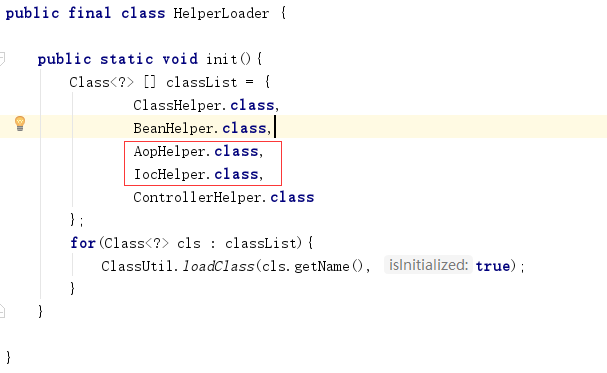 public final class HelperLoader {
public static void init(){
Class<?> [] classList = {
ClassHelper.class,
BeanHelper.class,
AopHelper.class,
IocHelper.class,
ControllerHelper.class
};
for(Class<?> cls : classList){
ClassUtil.loadClass(cls.getName(), isInitialized: true);
}
}
}